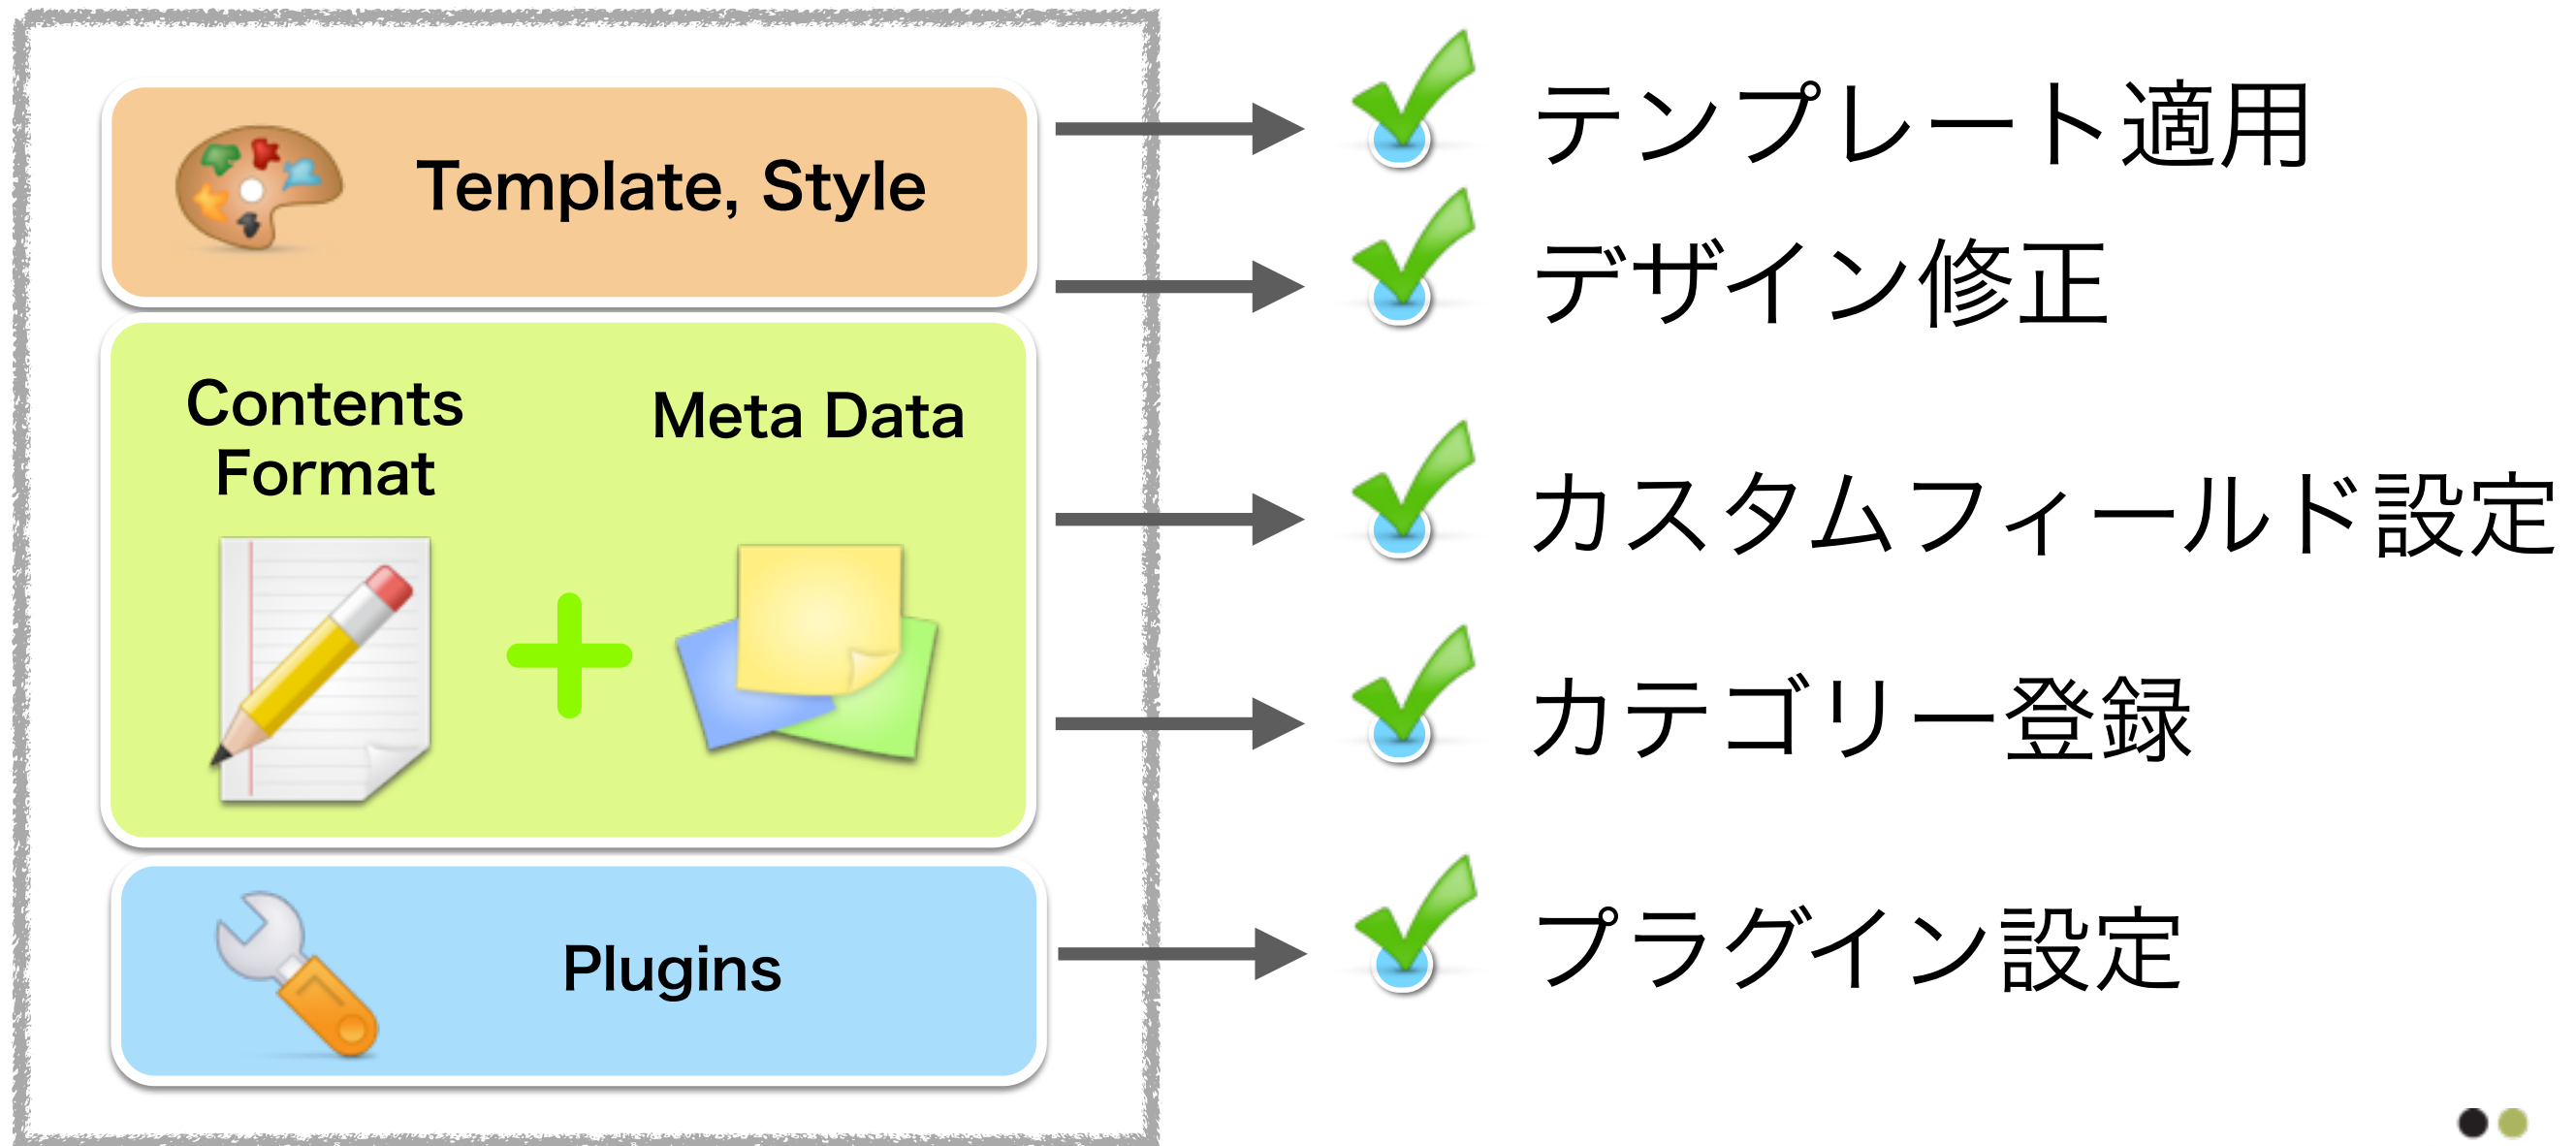 Template, Style
Contents
Format
Meta Data
Plugins
テンプレート適用
デザイン修正
カスタムフィールド設定
カテゴリー登録
プラグイン設定